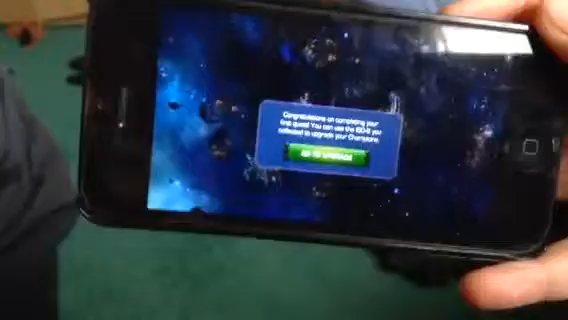 Congratulations on completing your
first quest! You can use the ISO-8 you
collected to upgrade your Champions.
GO TO UPGRADE